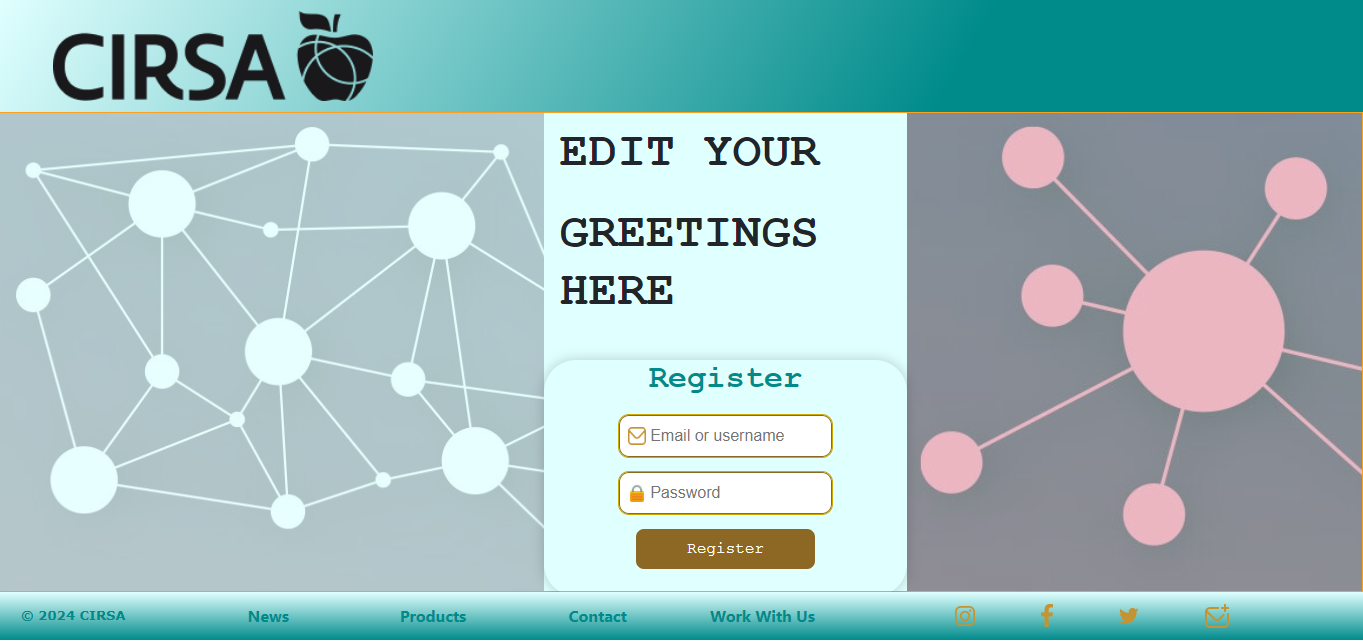 CIRSA
EDIT YOUR
GREETINGS
HERE
Register
Email or username
Password
Register
© 2024 CIRSA
News
Products
Contact
Work With Us